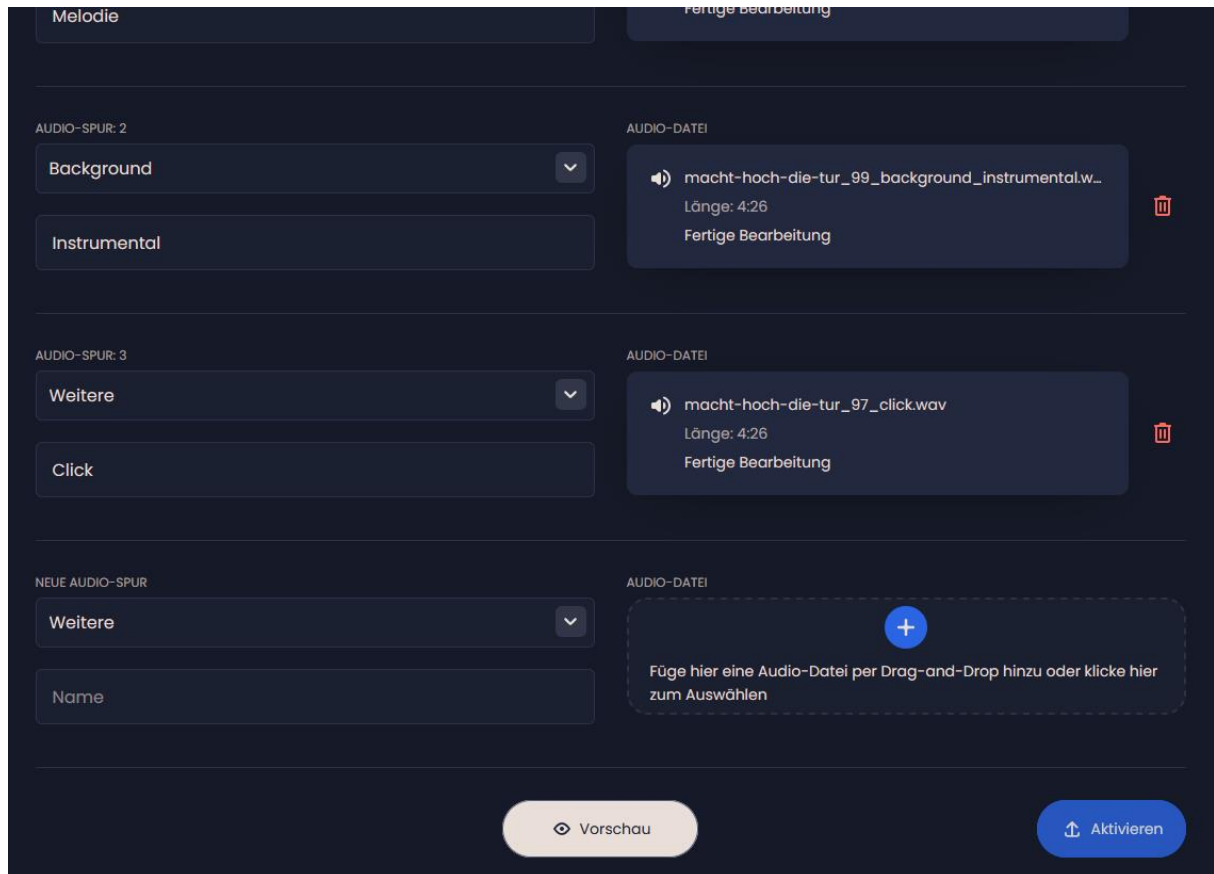 Melodie
Fertige Bearbeitung
AUDIO-SPUR: 2
Background
Instrumental
AUDIO-DATEI
macht-hoch-die-tur_99_background_instrumental.w...
Länge: 4:26
Fertige Bearbeitung
AUDIO-SPUR: 3
Weitere
Click
AUDIO-DATEI
macht-hoch-die-tur_97_click.wav
Länge: 4:26
Fertige Bearbeitung
NEUE AUDIO-SPUR
Weitere
Name
AUDIO-DATEI
Füge hier eine Audio-Datei per Drag-and-Drop hinzu oder klicke hier
zum Auswählen
Vorschau
Aktivieren